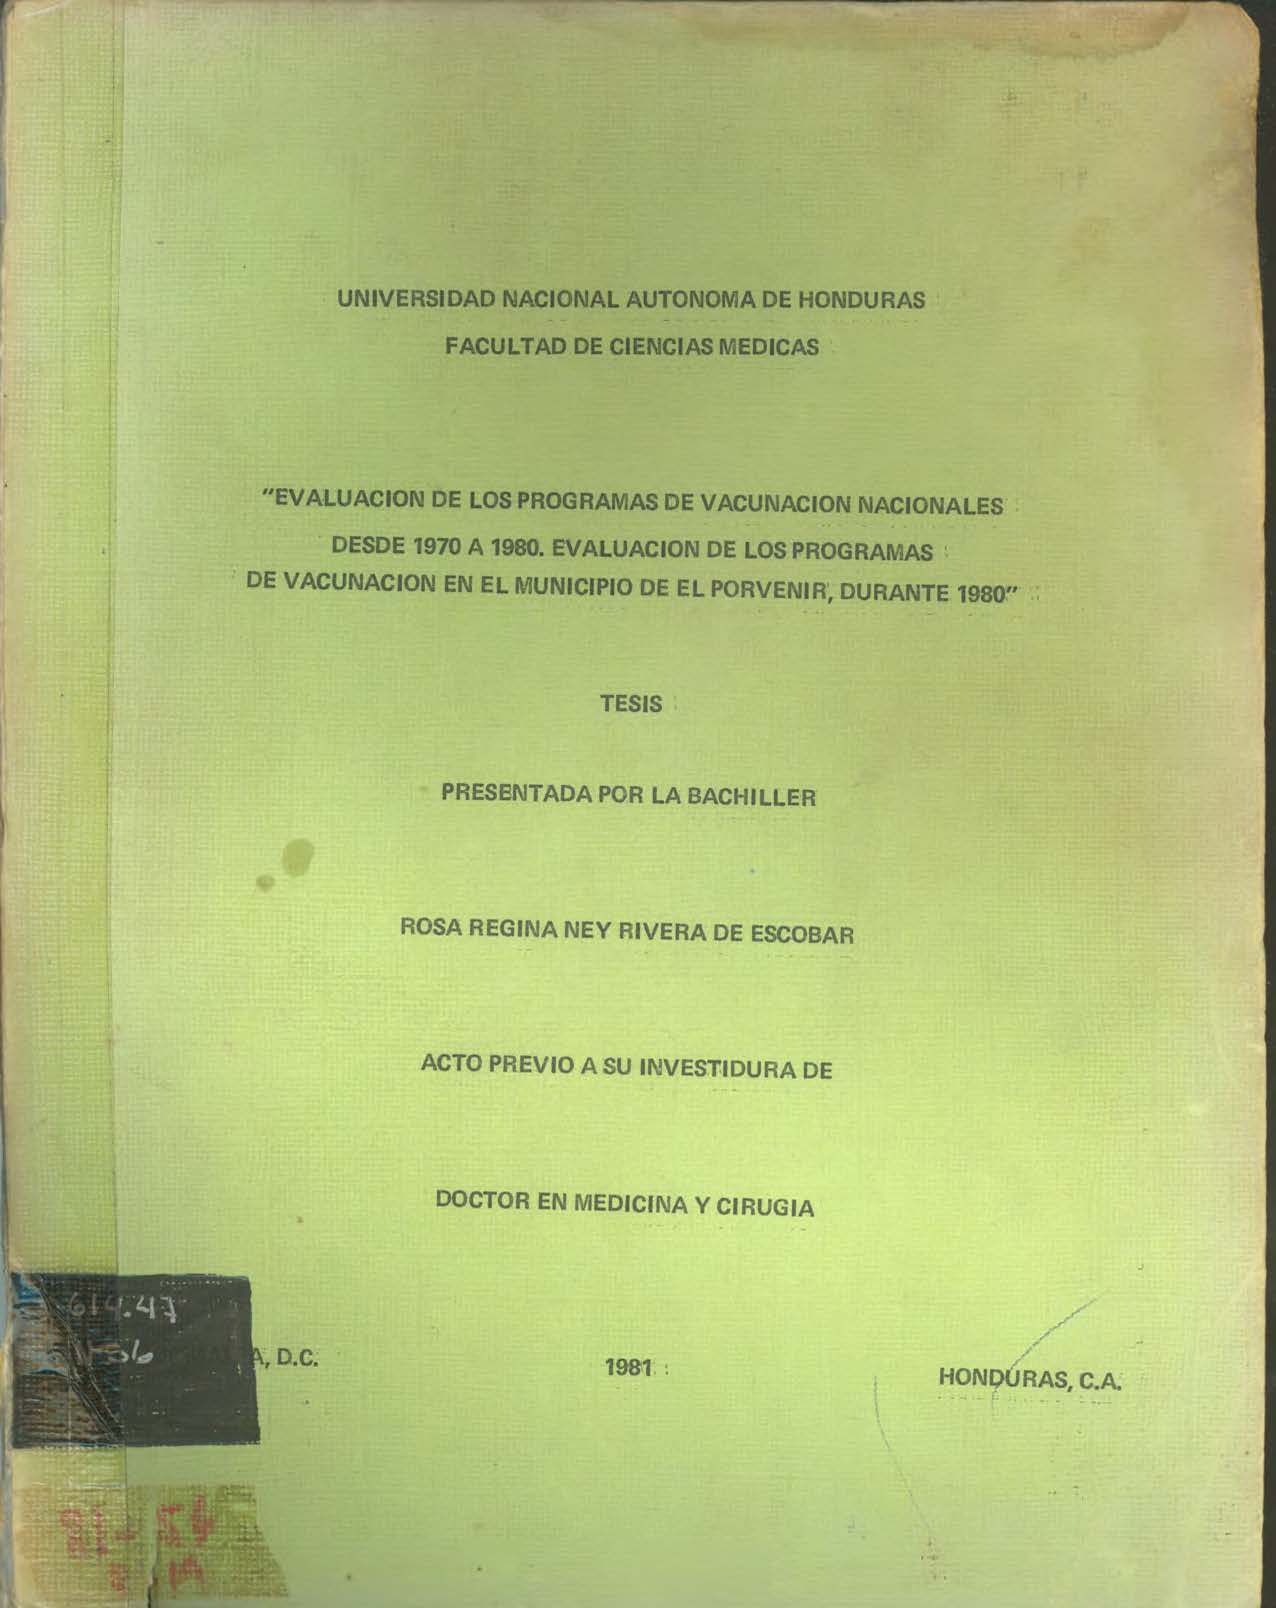 UNIVERSIDAD NACIONAL AUTONOMA DE HONDURAS
FACULTAD DE CIENCIAS MEDICAS
"EVALUACION DE LOS PROGRAMAS DE VACUNACION NACIONALES
DESDE 1970 A 1980. EVALUACION DE LOS PROGRAMAS
DE VACUNACION EN EL MUNICIPIO DE EL PORVENIR, DURANTE 1980"
TESIS
PRESENTADA POR LA BACHILLER
ROSA REGINA NEY RIVERA DE ESCOBAR
ACTO PREVIO A SU INVESTIDURA DE
DOCTOR EN MEDICINA Y CIRUGIA
614.47
A, D.C.
1981
HONDURAS, C.A.